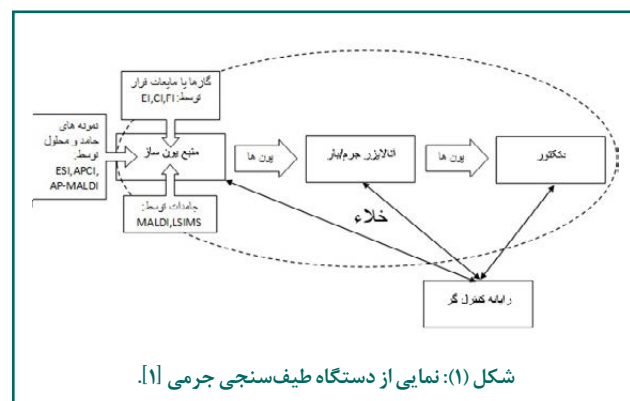 گازها یا مایعات فرار
توسط: EI,CI,FI
نمونه های
جامد و محلول
توسط:
ESI,APCI,
AP-MALDI
منبع یون ساز
یون ها
آنالایزر جرم/بار
یون ها
دتکتور
جامدات توسط:
MALDI,LSIMS
خلاء
رایانه کنترل گر
شکل (۱): نمایی از دستگاه طیف‌سنجی جرمی [۱].